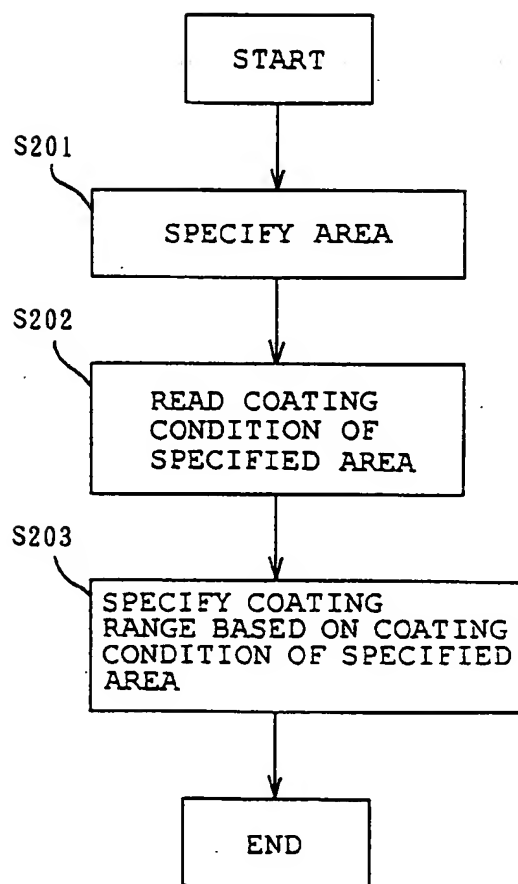 START
S201
SPECIFY AREA
S202
READ COATING
CONDITION OF
SPECIFIED AREA
S203
SPECIFY COATING
RANGE BASED ON COATING
CONDITION OF SPECIFIED
AREA
END